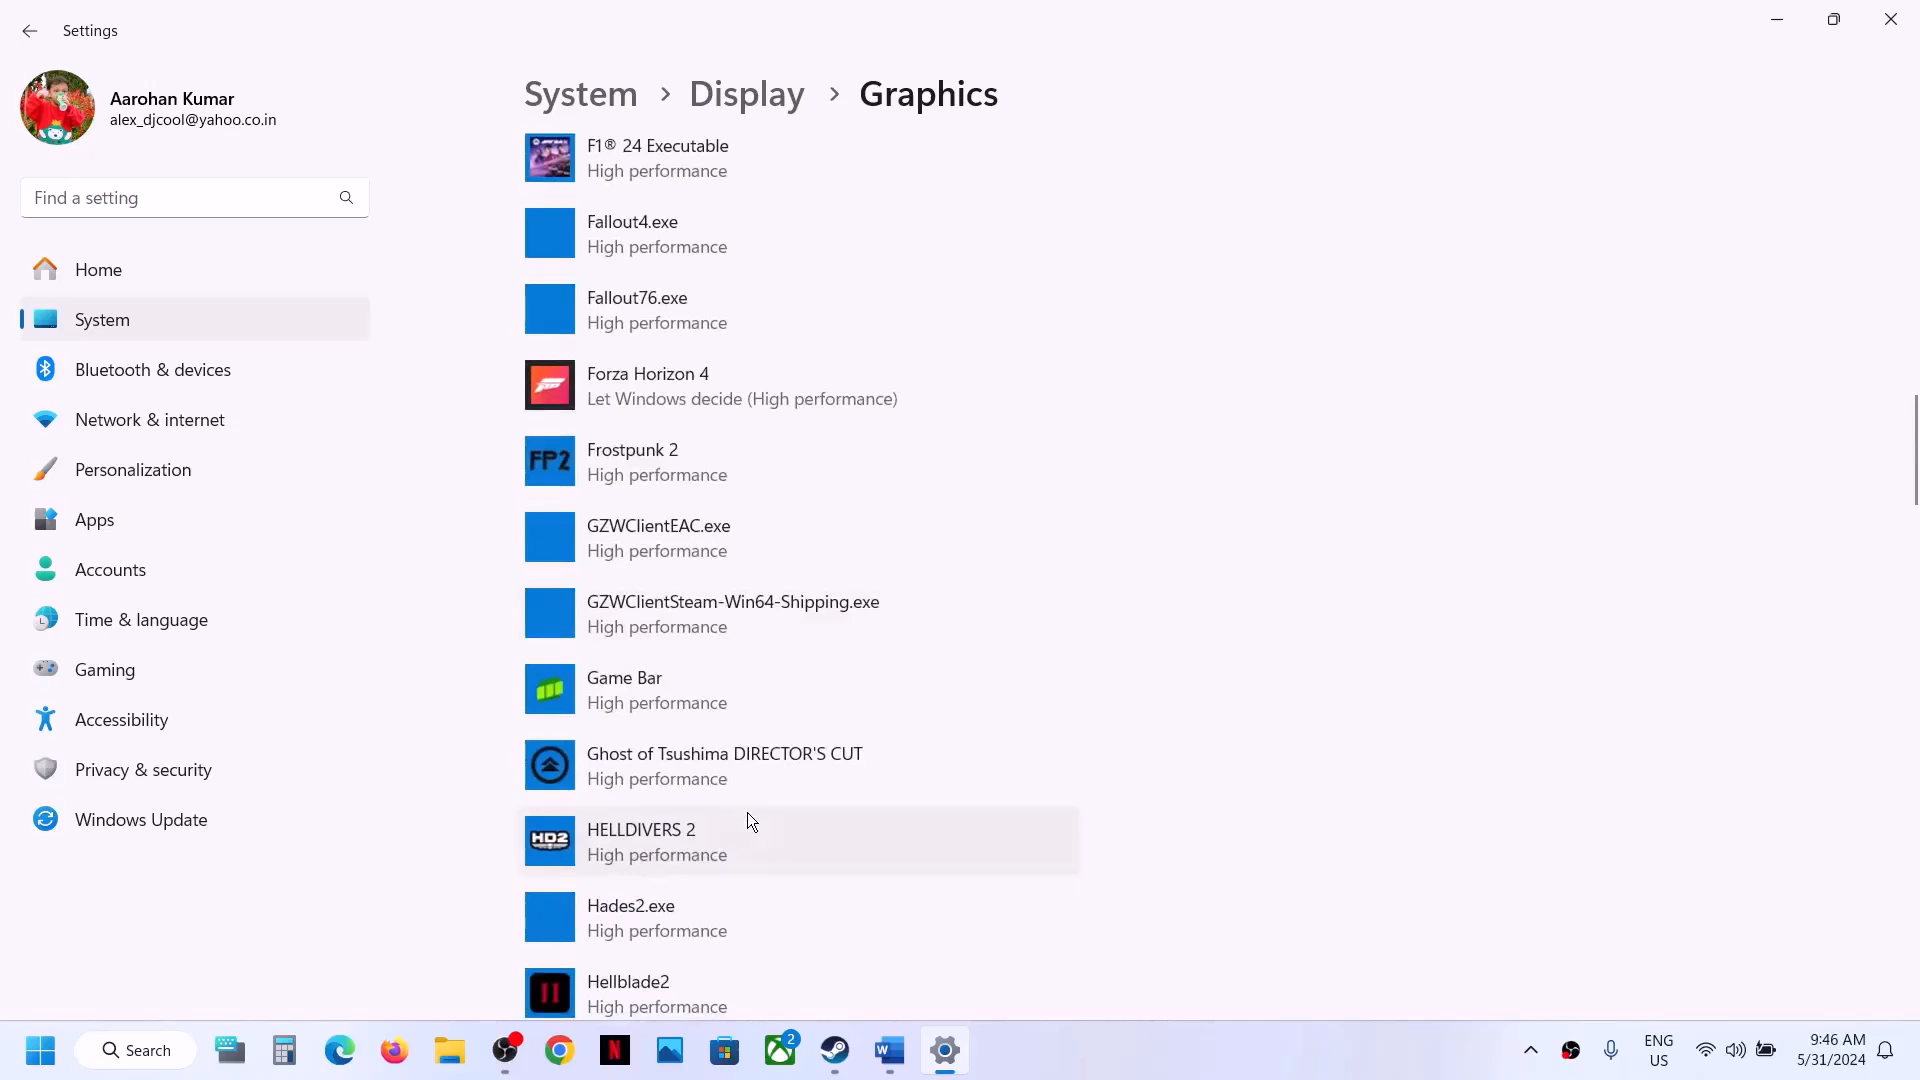 Settings
Aarohan Kumar
alex_djcool@yahoo.co.in
Find a setting
Home
System
Bluetooth & devices
Network & internet
Personalization
Apps
Accounts
Time & language
Gaming
Accessibility
Privacy & security
Windows Update
System > Display > Graphics
F1® 24 Executable
High performance
Fallout4.exe
High performance
Fallout76.exe
High performance
Forza Horizon 4
Let Windows decide (High performance)
FP2
Frostpunk 2
High performance
GZWClientEAC.exe
High performance
GZWClientSteam-Win64-Shipping.exe
High performance
Game Bar
High performance
Ghost of Tsushima DIRECTOR'S CUT
High performance
HD2
HELLDIVERS 2
High performance
Hades2.exe
High performance
II
Hellblade2
High performance
Search
N
2
W
ENG
US
9:46 AM
5/31/2024